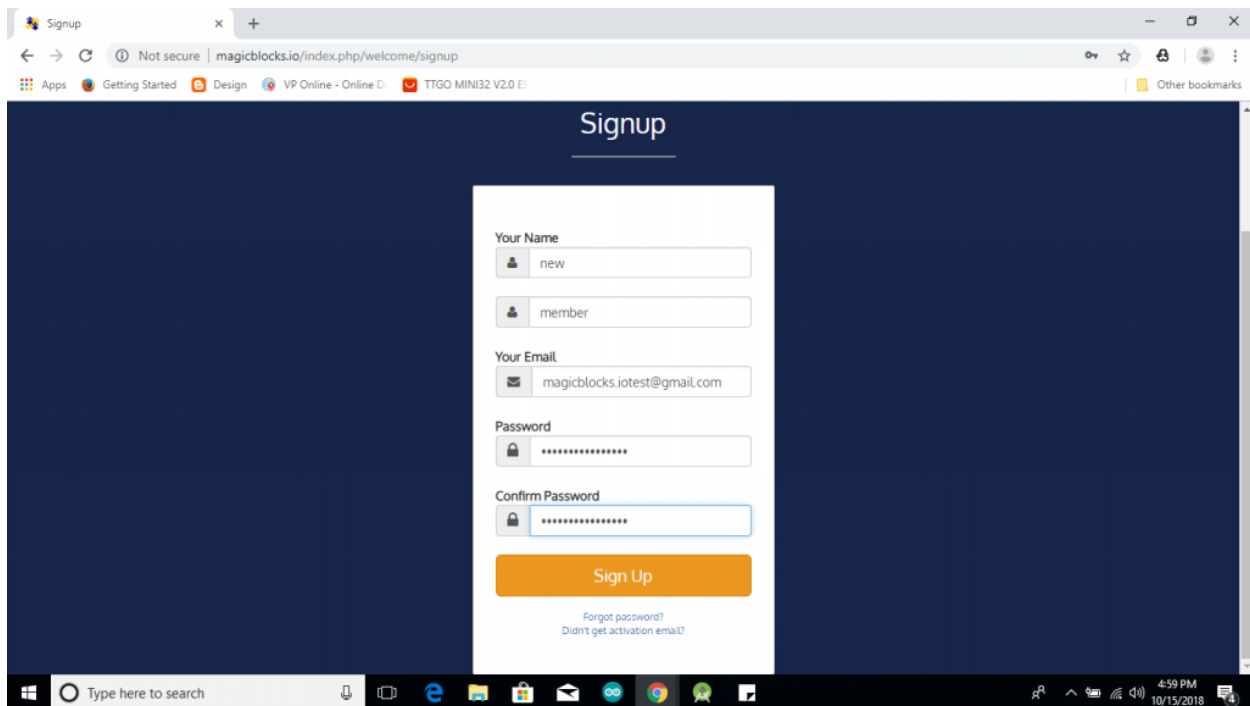 Signup
Not secure | magicblocks.io/index.php/welcome/signup
Apps Getting Started Design VP Online - Online D TTGO MINI32 V2.0 ES Other bookmarks
Signup
Your Name
new
member
Your Email
magicblocks.iotest@gmail.com
Password
••••••••••••••••
Confirm Password
••••••••••••••••
Sign Up
Forgot password?
Didn't get activation email?
Type here to search
4:59 PM
10/15/2018
4